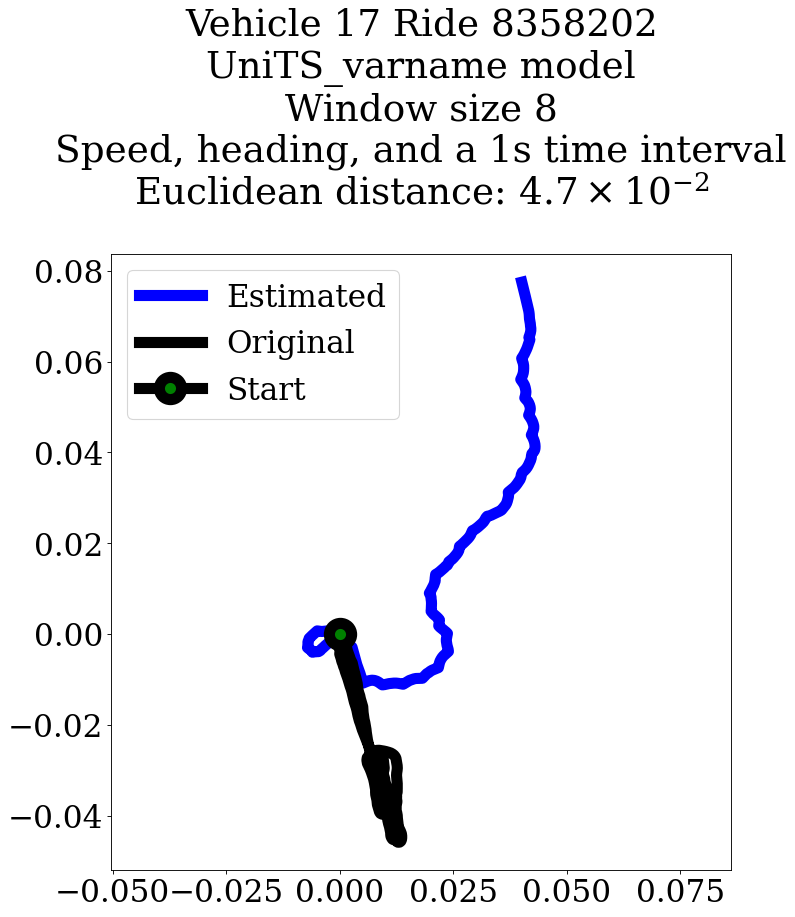 Vehicle 17 Ride 8358202
UniTS_varname model
Window size 8
Speed, heading, and a 1s time interval
Euclidean distance: 4.7 × 10⁻²
Estimated
Original
Start
0.08
0.06
0.04
0.02
0.00
−0.02
−0.04
−0.050 −0.025 0.000 0.025 0.050 0.075